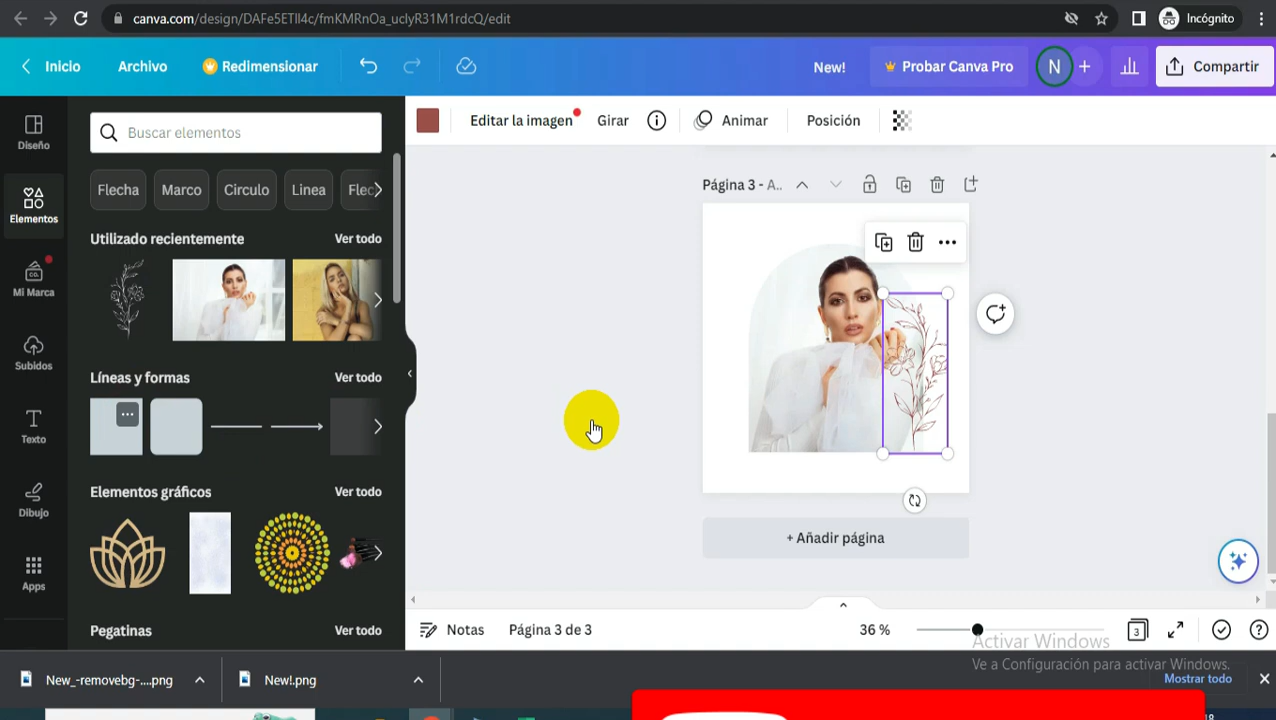 canva.com/design/DAFe5ETIl4c/fmKMRnOa_uclyR31M1rdcQ/edit
Incógnito
Inicio
Archivo
Redimensionar
New!
Probar Canva Pro
N
Compartir
Diseño
Elementos
Mi Marca
CO.
Subidos
Texto
Dibujo
Apps
Buscar elementos
Flecha
Marco
Circulo
Linea
Flec
Utilizado recientemente
Ver todo
Líneas y formas
Ver todo
Elementos gráficos
Ver todo
Pegatinas
Ver todo
Editar la imagen
Girar
Animar
Posición
Página 3 - A..
+ Añadir página
Notas
Página 3 de 3
36 %
3
Activar Windows
Ve a Configuración para activar Windows.
New_-removebg-....png
New!.png
Mostrar todo